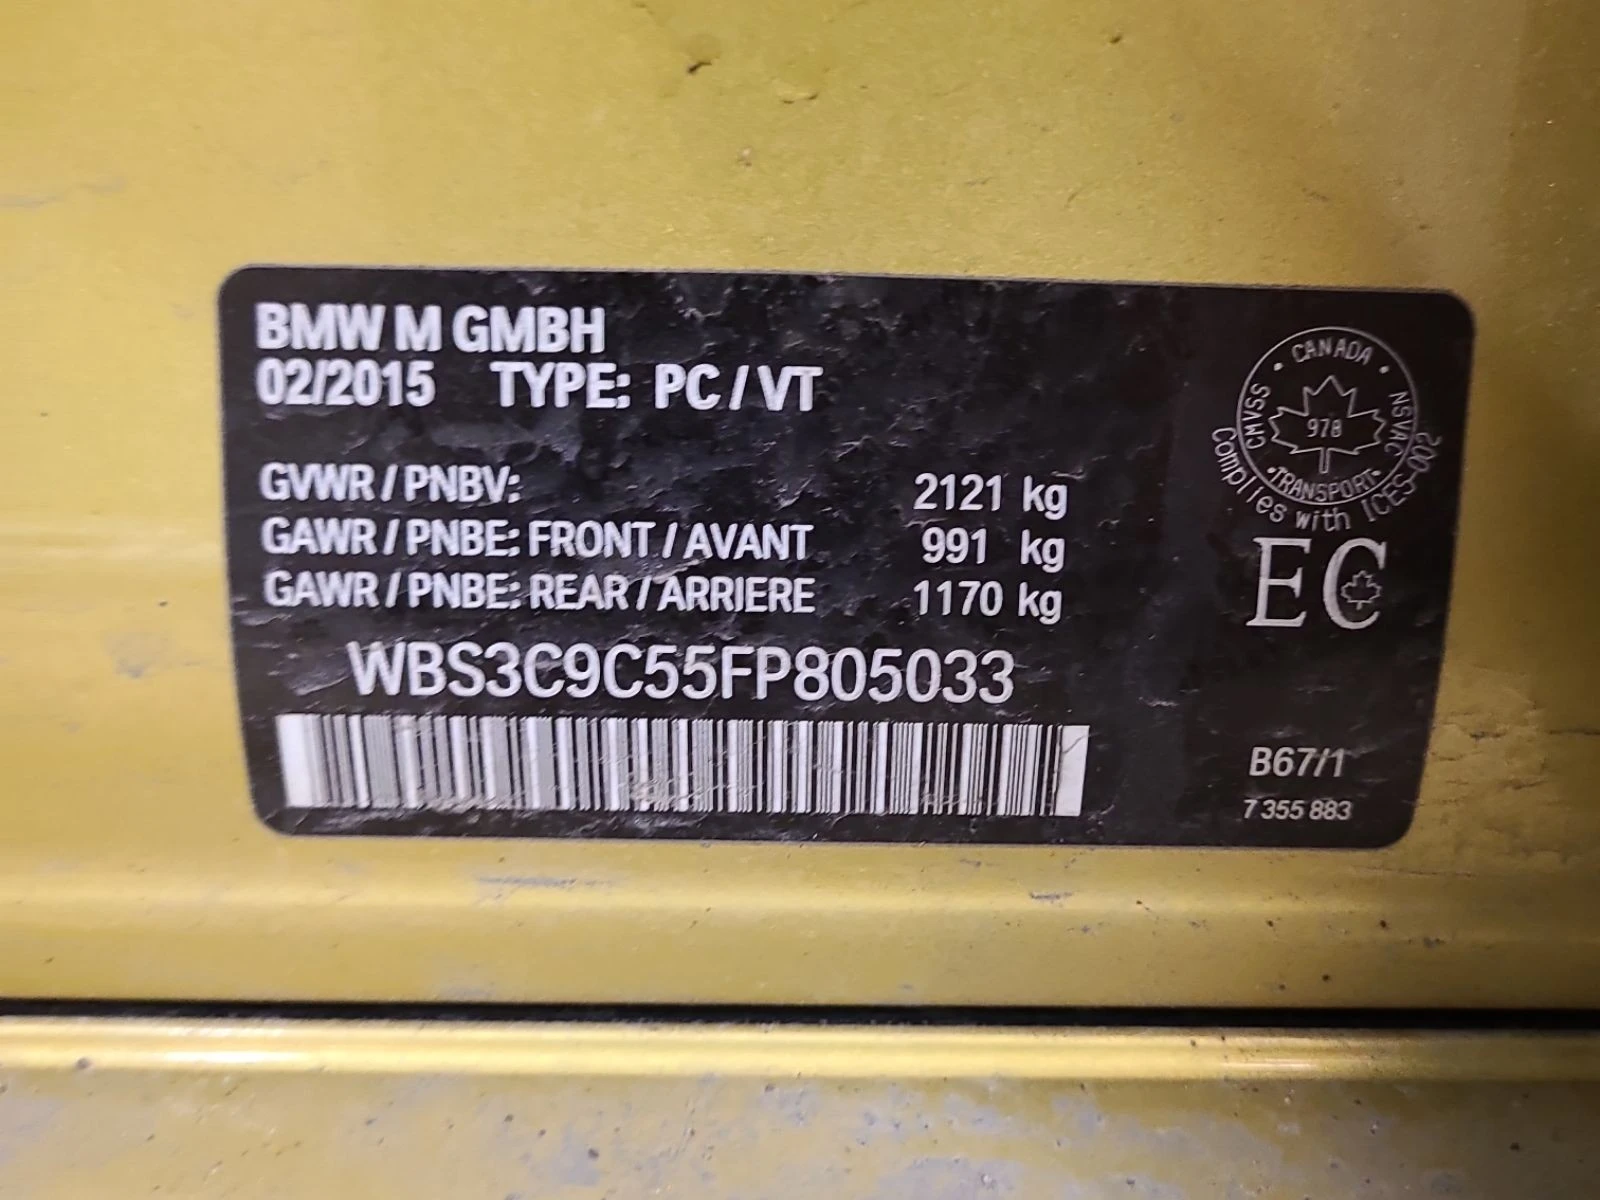 BMW M GMBH
02/2015 TYPE: PC / VT
GVWR / PNBV: 2121 kg
GAWR / PNBE: FRONT / AVANT 991 kg
GAWR / PNBE: REAR / ARRIERE 1170 kg
WBS3C9C55FP805033
CANADA
CMVSS
978
NSVAC
TRANSPORT
Complies with ICES-002
EC
B67/1
7 355 883